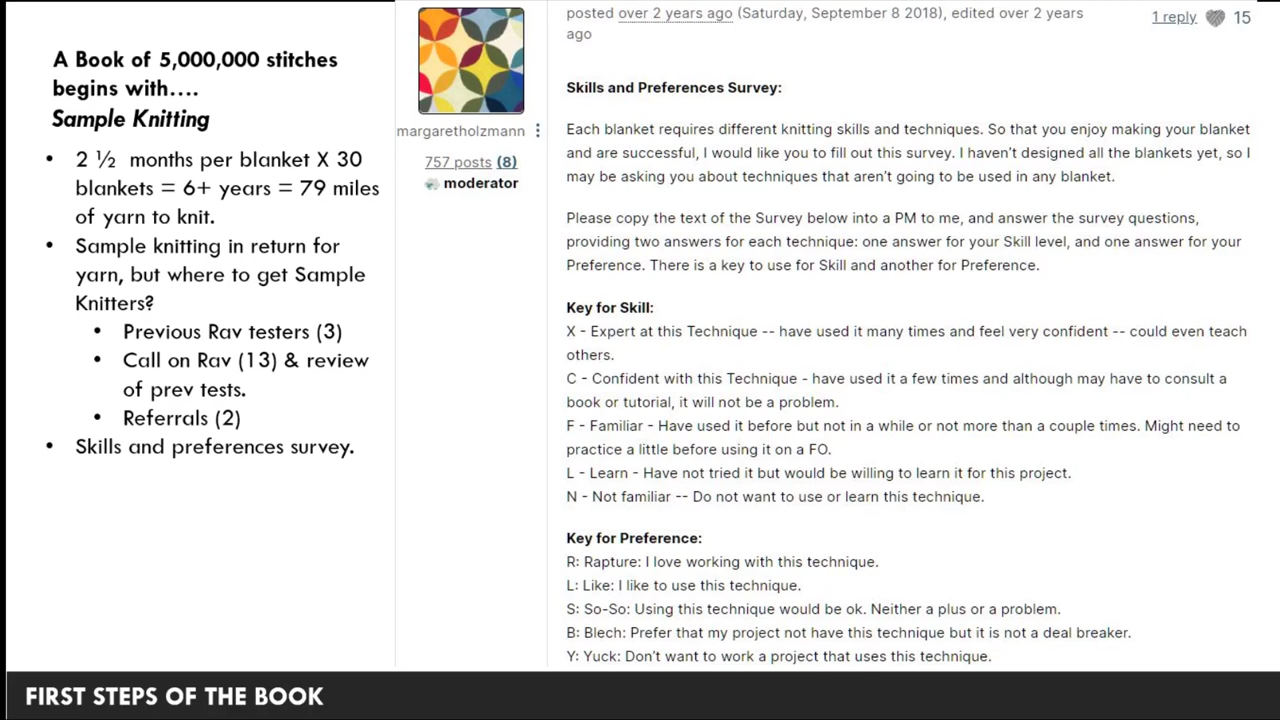 A Book of 5,000,000 stitches
begins with….
Sample Knitting
• 2 ½ months per blanket X 30
blankets = 6+ years = 79 miles
of yarn to knit.
• Sample knitting in return for
yarn, but where to get Sample
Knitters?
• Previous Rav testers (3)
• Call on Rav (13) & review
of prev tests.
• Referrals (2)
• Skills and preferences survey.
margaretholzmann
757 posts (8)
moderator
posted over 2 years ago (Saturday, September 8 2018), edited over 2 years
ago
1 reply 15
Skills and Preferences Survey:
Each blanket requires different knitting skills and techniques. So that you enjoy making your blanket
and are successful, I would like you to fill out this survey. I haven't designed all the blankets yet, so I
may be asking you about techniques that aren't going to be used in any blanket.
Please copy the text of the Survey below into a PM to me, and answer the survey questions,
providing two answers for each technique: one answer for your Skill level, and one answer for your
Preference. There is a key to use for Skill and another for Preference.
Key for Skill:
X - Expert at this Technique -- have used it many times and feel very confident -- could even teach
others.
C - Confident with this Technique - have used it a few times and although may have to consult a
book or tutorial, it will not be a problem.
F - Familiar - Have used it before but not in a while or not more than a couple times. Might need to
practice a little before using it on a FO.
L - Learn - Have not tried it but would be willing to learn it for this project.
N - Not familiar -- Do not want to use or learn this technique.
Key for Preference:
R: Rapture: I love working with this technique.
L: Like: I like to use this technique.
S: So-So: Using this technique would be ok. Neither a plus or a problem.
B: Blech: Prefer that my project not have this technique but it is not a deal breaker.
Y: Yuck: Don't want to work a project that uses this technique.
FIRST STEPS OF THE BOOK